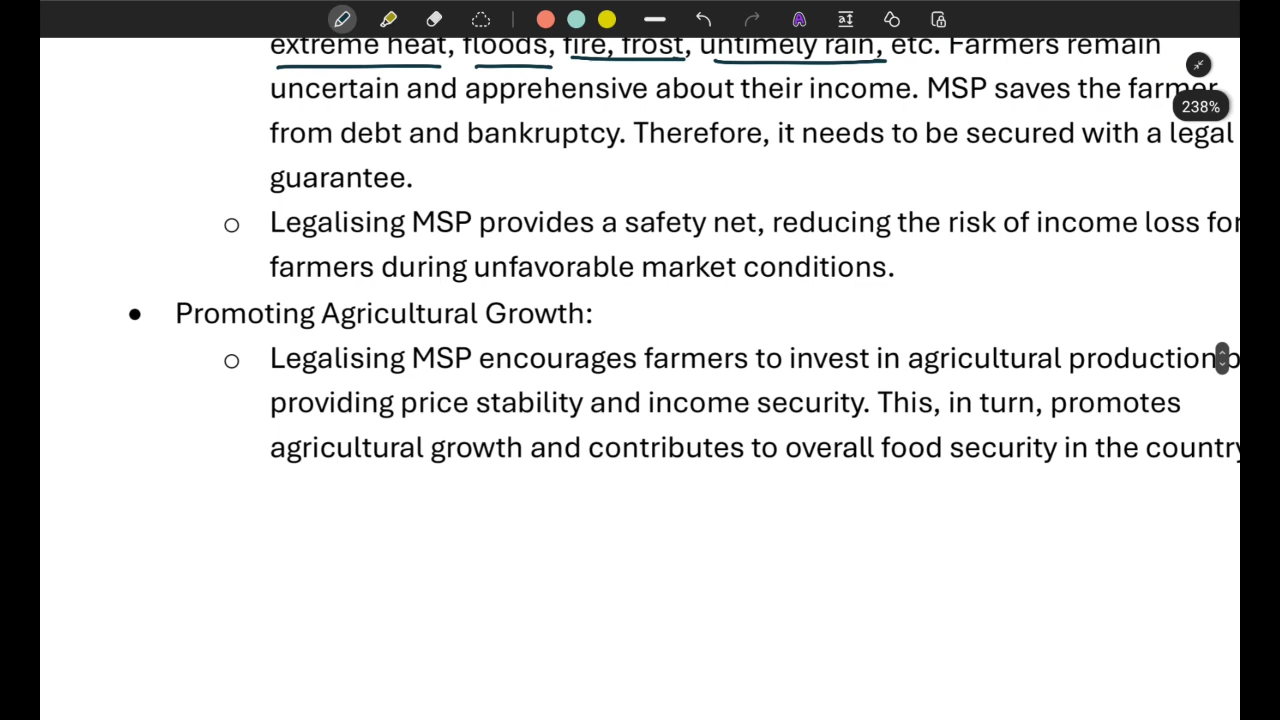 extreme heat, floods, fire, frost, untimely rain, etc. Farmers remain
uncertain and apprehensive about their income. MSP saves the farmer
238%
from debt and bankruptcy. Therefore, it needs to be secured with a legal
guarantee.
o Legalising MSP provides a safety net, reducing the risk of income loss for
farmers during unfavorable market conditions.
• Promoting Agricultural Growth:
o Legalising MSP encourages farmers to invest in agricultural production
providing price stability and income security. This, in turn, promotes
agricultural growth and contributes to overall food security in the country